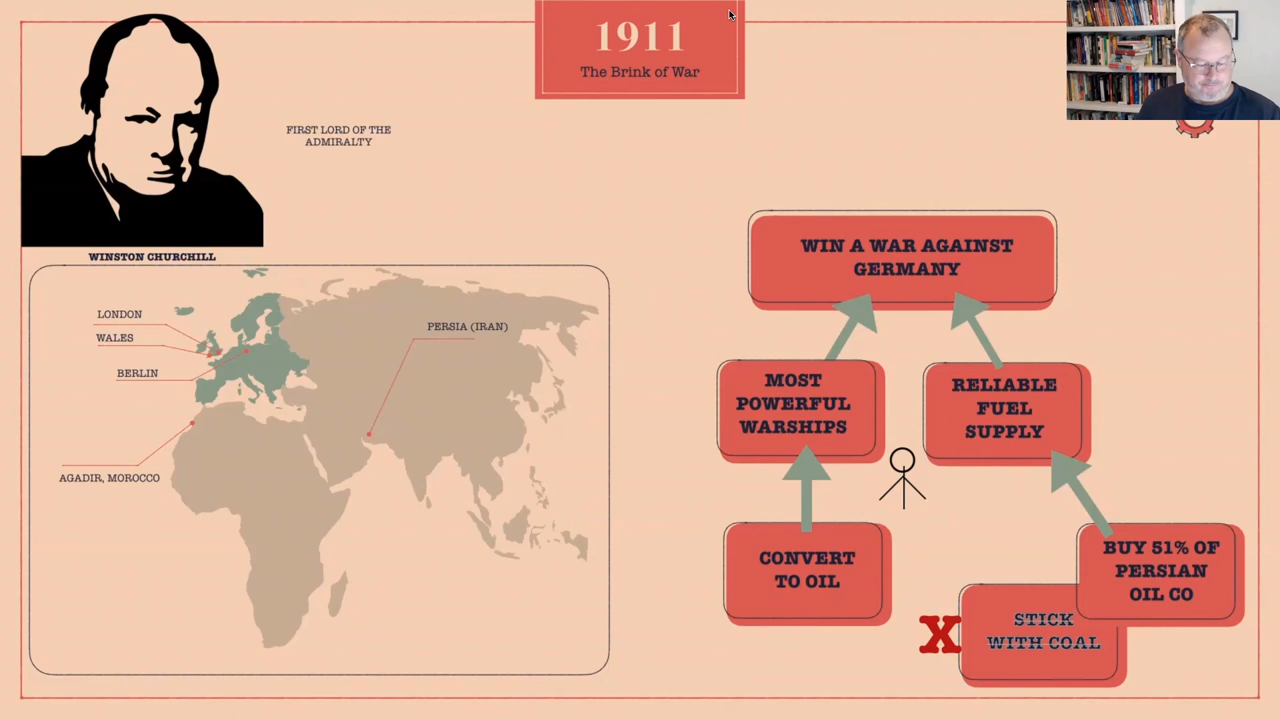 1911
The Brink of War
FIRST LORD OF THE
ADMIRALTY
WINSTON CHURCHILL
LONDON
WALES
BERLIN
AGADIR, MOROCCO
PERSIA (IRAN)
WIN A WAR AGAINST
GERMANY
MOST
POWERFUL
WARSHIPS
RELIABLE
FUEL
SUPPLY
CONVERT
TO OIL
BUY 51% OF
PERSIAN
OIL CO
X
STICK
WITH COAL